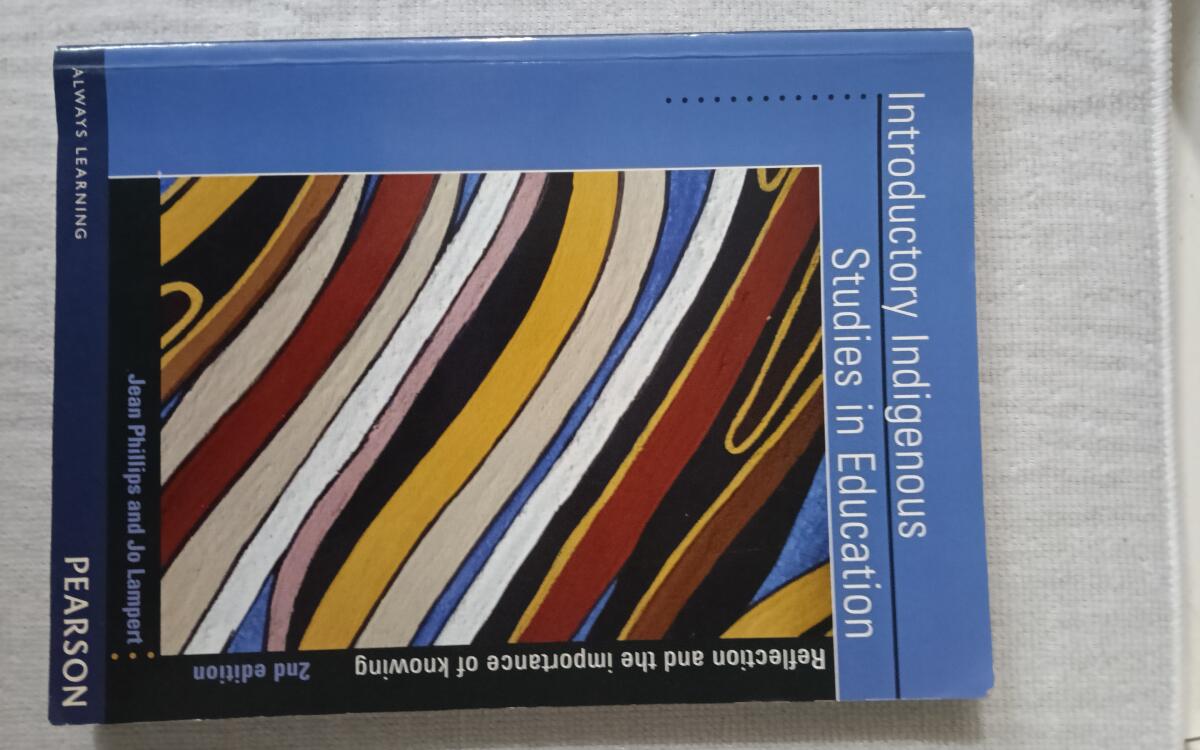 Introductory Indigenous
Studies in Education
Reflection and the importance of knowing
2nd edition
Jean Phillips and Jo Lampert
ALWAYS LEARNING
PEARSON